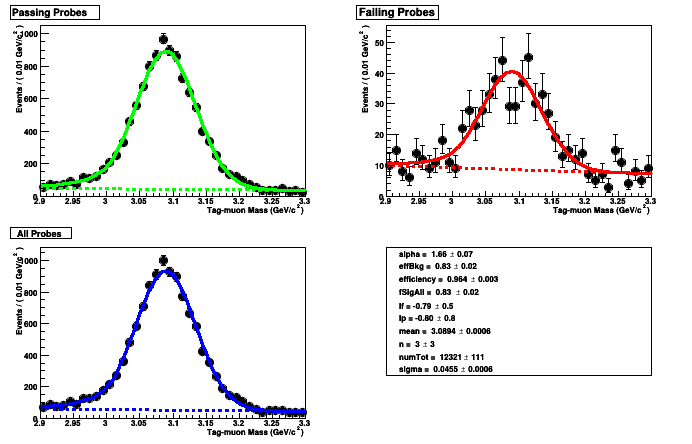 Passing Probes
Events / ( 0.01 GeV/c² )
1000
800
600
400
200
0
2.9 2.95 3 3.05 3.1 3.15 3.2 3.25 3.3
Tag-muon Mass (GeV/c²)
Failing Probes
Events / ( 0.01 GeV/c² )
50
40
30
20
10
0
2.9 2.95 3 3.05 3.1 3.15 3.2 3.25 3.3
Tag-muon Mass (GeV/c²)
All Probes
Events / ( 0.01 GeV/c² )
1000
800
600
400
200
0
2.9 2.95 3 3.05 3.1 3.15 3.2 3.25 3.3
Tag-muon Mass (GeV/c²)
alpha = 1.66 ± 0.07
effBkg = 0.83 ± 0.02
efficiency = 0.964 ± 0.003
fSigAll = 0.83 ± 0.02
lf = -0.79 ± 0.5
lp = -0.80 ± 0.8
mean = 3.0894 ± 0.0006
n = 3 ± 3
numTot = 12321 ± 111
sigma = 0.0455 ± 0.0006